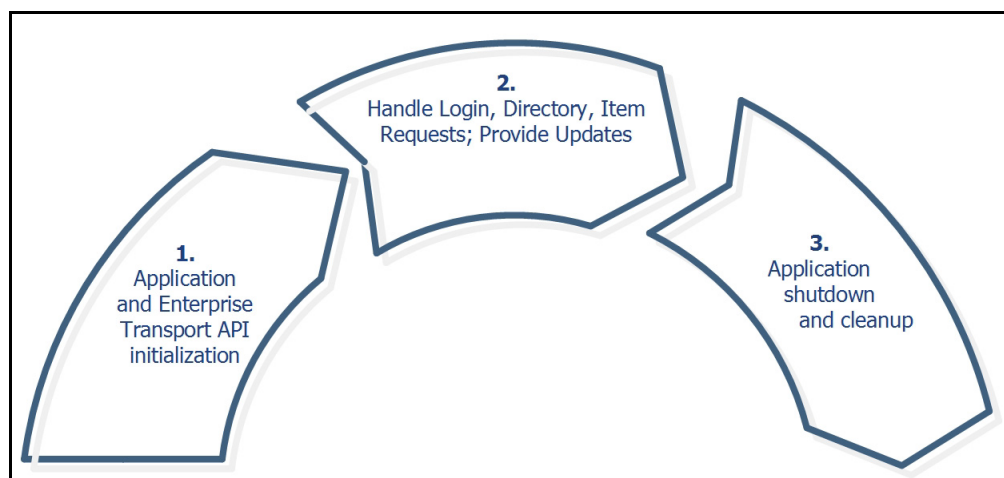 1.
Application
and Enterprise
Transport API
initialization
2.
Handle Login, Directory, Item
Requests; Provide Updates
3.
Application
shutdown
and cleanup